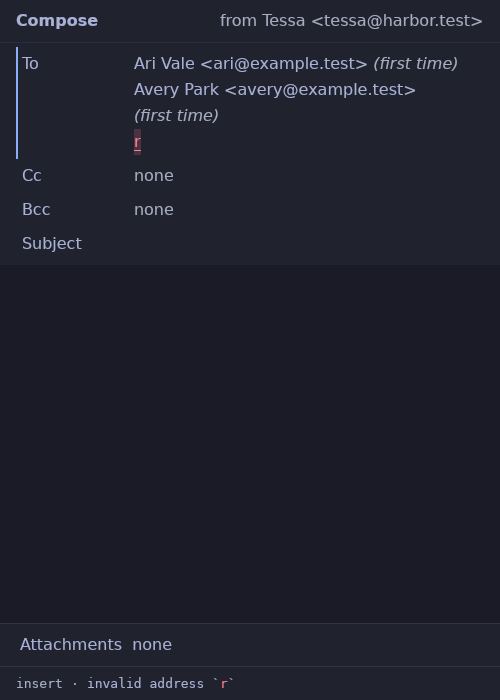 Compose from Tessa <tessa@harbor.test>
To Ari Vale <ari@example.test> (first time)
Avery Park <avery@example.test>
(first time)
r
Cc none
Bcc none
Subject
Attachments none
insert · invalid address `r`